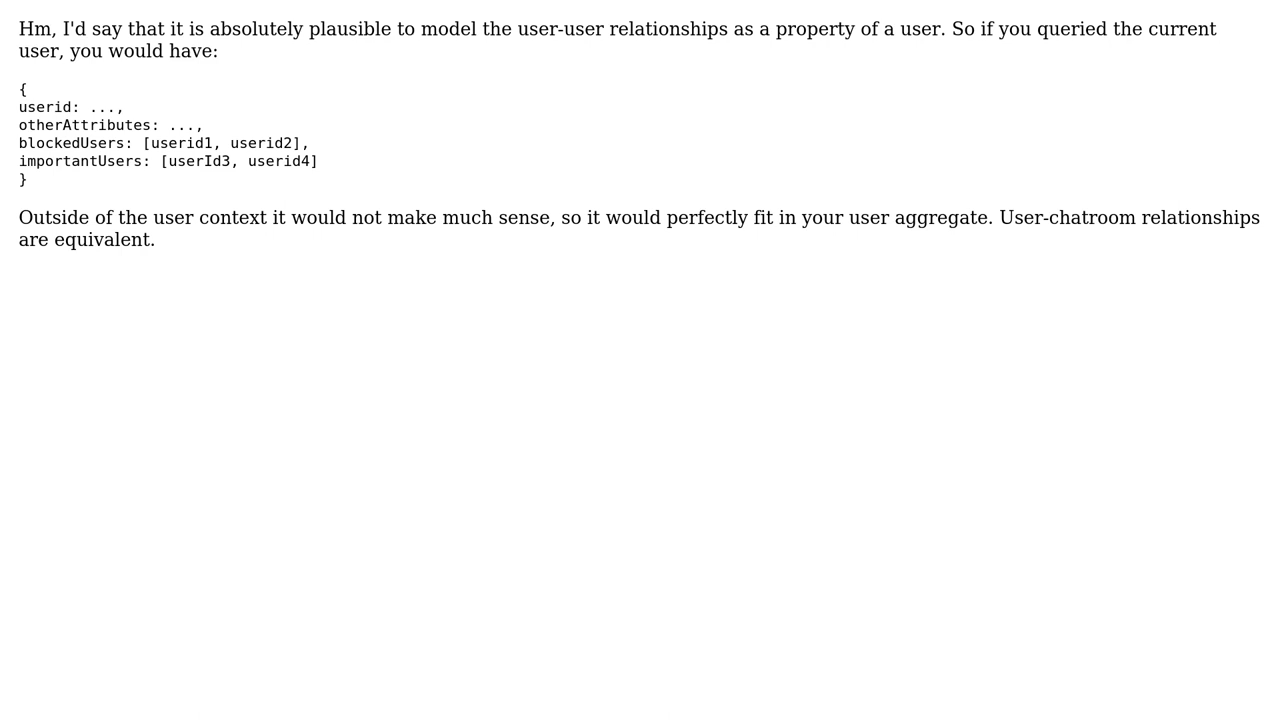 Hm, I'd say that it is absolutely plausible to model the user-user relationships as a property of a user. So if you queried the current
user, you would have:
{
userid: ...,
otherAttributes: ...,
blockedUsers: [userid1, userid2],
importantUsers: [userId3, userid4]
}
Outside of the user context it would not make much sense, so it would perfectly fit in your user aggregate. User-chatroom relationships
are equivalent.